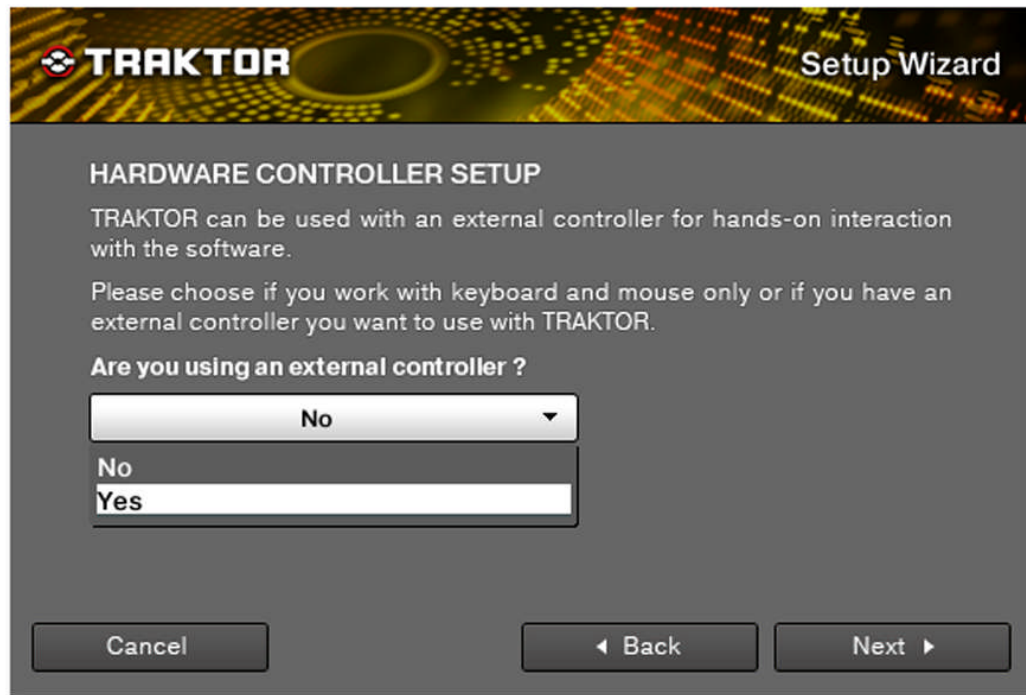 TRAKTOR
Setup Wizard
HARDWARE CONTROLLER SETUP
TRAKTOR can be used with an external controller for hands-on interaction
with the software.
Please choose if you work with keyboard and mouse only or if you have an
external controller you want to use with TRAKTOR.
Are you using an external controller ?
No
No
Yes
Cancel
Back
Next